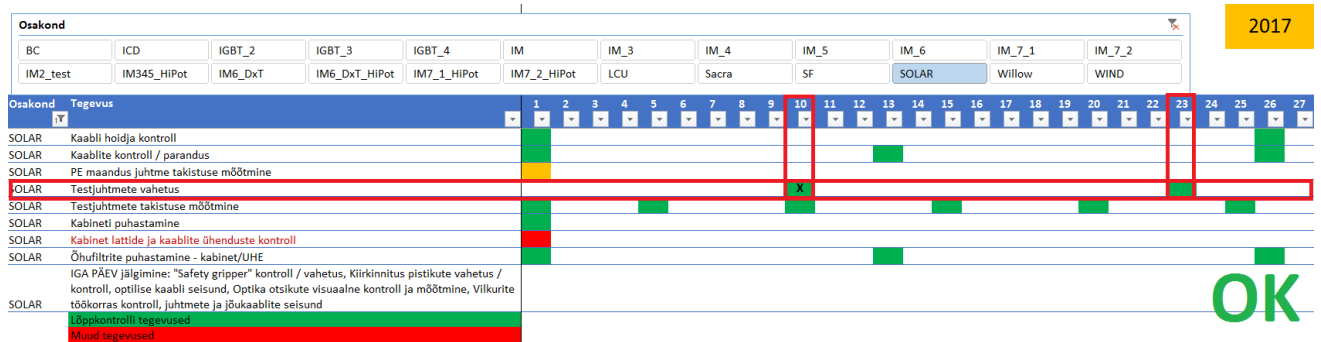 Osakond
2017
BC ICD IGBT_2 IGBT_3 IGBT_4 IM IM_3 IM_4 IM_5 IM_6 IM_7_1 IM_7_2
IM2_test IM345_HiPot IM6_DxT IM6_DxT_HiPot IM7_1_HiPot IM7_2_HiPot LCU Sacra SF SOLAR Willow WIND
Osakond Tegevus 1 2 3 4 5 6 7 8 9 10 11 12 13 14 15 16 17 18 19 20 21 22 23 24 25 26 27
SOLAR Kaabli hoidja kontroll
SOLAR Kaablite kontroll / parandus
SOLAR PE maandus juhtme takistuse mõõtmine
SOLAR Testjuhtmete vahetus X
SOLAR Testjuhtmete takistuse mõõtmine
SOLAR Kabineti puhastamine
SOLAR Kabinet lattide ja kaablite ühenduste kontroll
SOLAR Õhufiltrite puhastamine - kabinet/UHE
IGA PÄEV jälgimine: "Safety gripper" kontroll / vahetus, Kiirkinnitus pistikute vahetus /
kontroll, optilise kaabli seisund, Optika otsikute visuaalne kontroll ja mõõtmine, Vilkurite
SOLAR töökorras kontroll, juhtmete ja jõukaablite seisund
OK
Lõppkontrolli tegevused
Muud tegevused